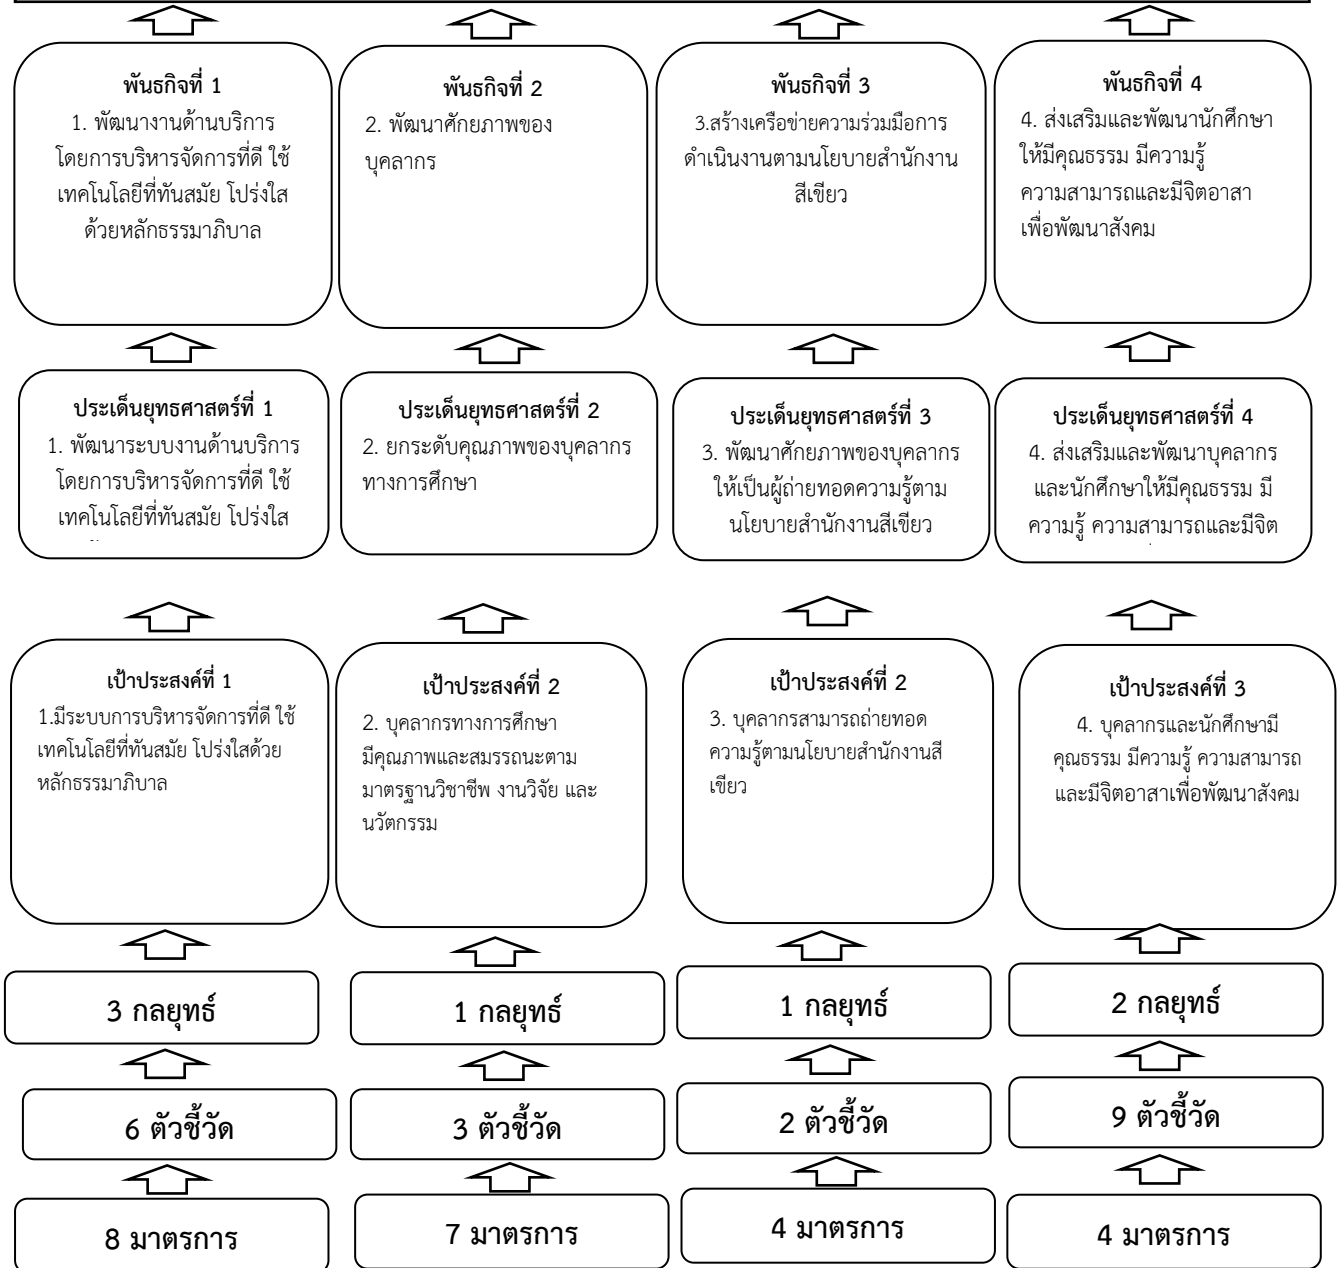 พันธกิจที่ 1
1. พัฒนางานด้านบริการ
โดยการบริหารจัดการที่ดี ใช้
เทคโนโลยีที่ทันสมัย โปร่งใส
ด้วยหลักธรรมาภิบาล
พันธกิจที่ 2
2. พัฒนาศักยภาพของ
บุคลากร
พันธกิจที่ 3
3.สร้างเครือข่ายความร่วมมือการ
ดำเนินงานตามนโยบายสำนักงาน
สีเขียว
พันธกิจที่ 4
4. ส่งเสริมและพัฒนานักศึกษา
ให้มีคุณธรรม มีความรู้
ความสามารถและมีจิตอาสา
เพื่อพัฒนาสังคม
ประเด็นยุทธศาสตร์ที่ 1
1. พัฒนาระบบงานด้านบริการ
โดยการบริหารจัดการที่ดี ใช้
เทคโนโลยีที่ทันสมัย โปร่งใส
ประเด็นยุทธศาสตร์ที่ 2
2. ยกระดับคุณภาพของบุคลากร
ทางการศึกษา
ประเด็นยุทธศาสตร์ที่ 3
3. พัฒนาศักยภาพของบุคลากร
ให้เป็นผู้ถ่ายทอดความรู้ตาม
นโยบายสำนักงานสีเขียว
ประเด็นยุทธศาสตร์ที่ 4
4. ส่งเสริมและพัฒนาบุคลากร
และนักศึกษาให้มีคุณธรรม มี
ความรู้ ความสามารถและมีจิต
เป้าประสงค์ที่ 1
1.มีระบบการบริหารจัดการที่ดี ใช้
เทคโนโลยีที่ทันสมัย โปร่งใสด้วย
หลักธรรมาภิบาล
เป้าประสงค์ที่ 2
2. บุคลากรทางการศึกษา
มีคุณภาพและสมรรถนะตาม
มาตรฐานวิชาชีพ งานวิจัย และ
นวัตกรรม
เป้าประสงค์ที่ 2
3. บุคลากรสามารถถ่ายทอด
ความรู้ตามนโยบายสำนักงานสี
เขียว
เป้าประสงค์ที่ 3
4. บุคลากรและนักศึกษามี
คุณธรรม มีความรู้ ความสามารถ
และมีจิตอาสาเพื่อพัฒนาสังคม
3 กลยุทธ์
1 กลยุทธ์
1 กลยุทธ์
2 กลยุทธ์
6 ตัวชี้วัด
3 ตัวชี้วัด
2 ตัวชี้วัด
9 ตัวชี้วัด
8 มาตรการ
7 มาตรการ
4 มาตรการ
4 มาตรการ